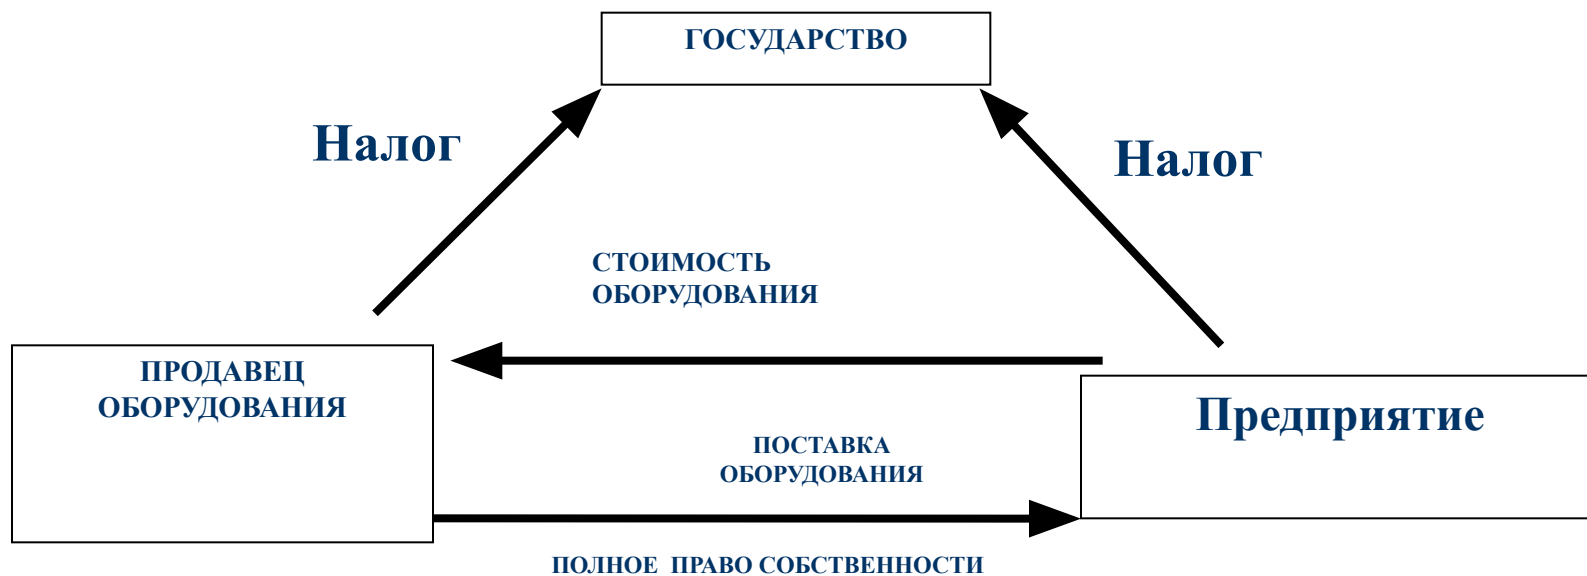 ГОСУДАРСТВО
Налог
Налог
СТОИМОСТЬ
ОБОРУДОВАНИЯ
ПРОДАВЕЦ
ОБОРУДОВАНИЯ
Предприятие
ПОСТАВКА
ОБОРУДОВАНИЯ
ПОЛНОЕ ПРАВО СОБСТВЕННОСТИ